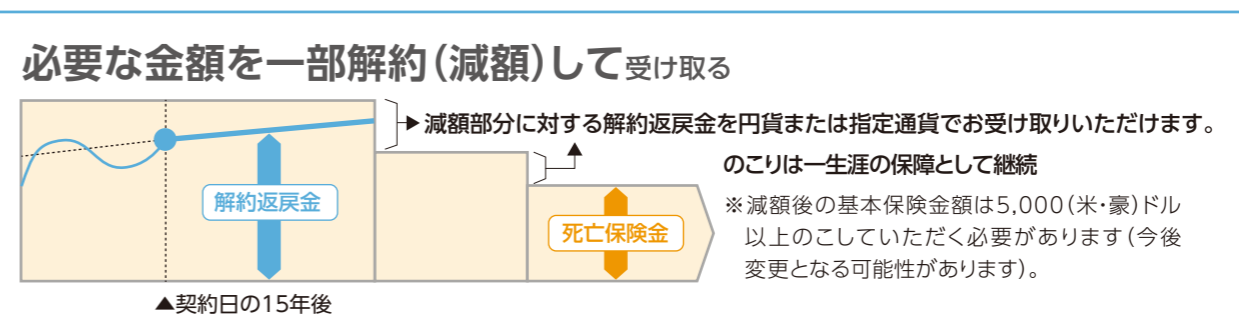 必要な金額を一部解約（減額）して受け取る
減額部分に対する解約返戻金を円貨または指定通貨でお受け取りいただけます。
のこりは一生涯の保障として継続
解約返戻金
死亡保険金
※減額後の基本保険金額は5,000（米・豪）ドル
以上のこしていただく必要があります（今後
変更となる可能性があります）。
▲契約日の15年後